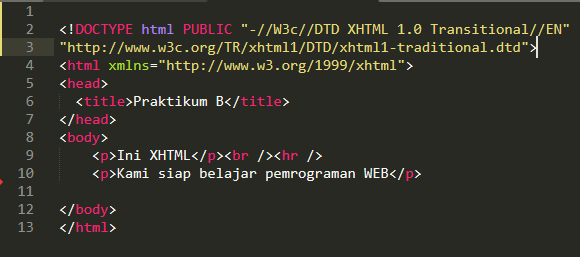 1
2 <!DOCTYPE html PUBLIC "-//W3c//DTD XHTML 1.0 Transitional//EN"
3 "http://www.w3c.org/TR/xhtml1/DTD/xhtml1-traditional.dtd">
4 <html xmlns="http://www.w3.org/1999/xhtml">
5 <head>
6 <title>Praktikum B</title>
7 </head>
8 <body>
9 <p>Ini XHTML</p><br /><hr />
10 <p>Kami siap belajar pemrograman WEB</p>
11
12 </body>
13 </html>